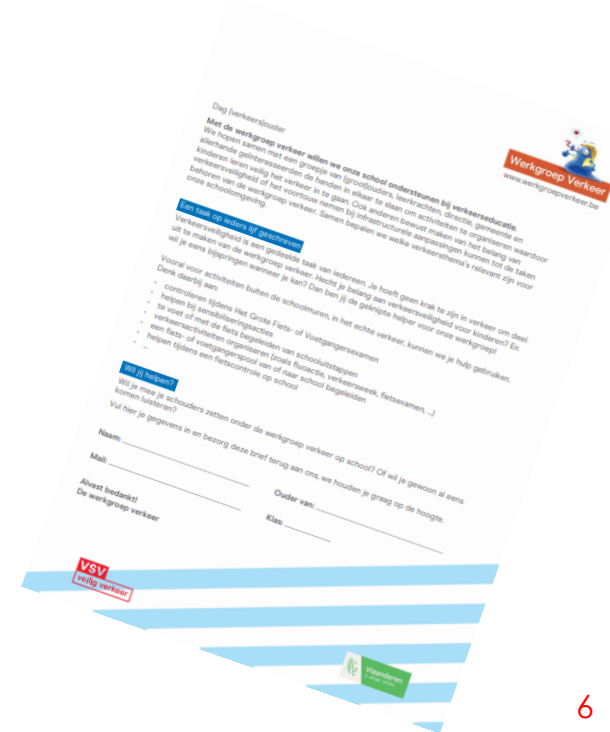 Werkgroep Verkeer
www.werkgroepverkeer.be
Dag (verkeers)ouder
Met de werkgroep verkeer willen we onze school ondersteunen bij verkeerseducatie.
We hopen samen met een groepje van (groot)ouders, leerkrachten, directie, gemeente en
allerhande geïnteresseerden de handen in elkaar te slaan om activiteiten te organiseren waardoor
kinderen leren veilig het verkeer in te gaan. Ook anderen bewust maken van het belang van
verkeersveiligheid of het voortouw nemen bij infrastructurele aanpassingen kunnen tot de taken
behoren van de werkgroep verkeer. Samen bepalen we welke verkeersthema's relevant zijn voor
onze schoolomgeving.
Een taak op ieders lijf geschreven
Verkeersveiligheid is een gedeelde taak van iedereen. Je hoeft geen krak te zijn in verkeer om deel
uit te maken van de werkgroep verkeer. Hecht je belang aan verkeersveiligheid voor kinderen? En
wil je eens bijspringen wanneer je kan? Dan ben jij de geknipte helper voor onze werkgroep!
Vooral voor activiteiten buiten de schoolmuren, in het echte verkeer, kunnen we je hulp gebruiken.
Denk daarbij aan:
• controleren tijdens Het Grote Fiets- of Voetgangersexamen
• helpen bij sensibiliseringsacties
• te voet of met de fiets begeleiden van schooluitstappen
• verkeersactiviteiten organiseren (zoals fluoactie, verkeersweek, fietsexamen, ...)
• een fiets- of voetgangerspool van of naar school begeleiden
• helpen tijdens een fietscontrole op school
• ...
Wil jij helpen?
Wil je mee je schouders zetten onder de werkgroep verkeer op school? Of wil je gewoon al eens
komen luisteren?
Vul hier je gegevens in en bezorg deze brief terug aan ons, we houden je graag op de hoogte.
Naam:
Ouder van:
Mail:
Klas:
Alvast bedankt!
De werkgroep verkeer
VSV
veilig verkeer
Vlaanderen
6